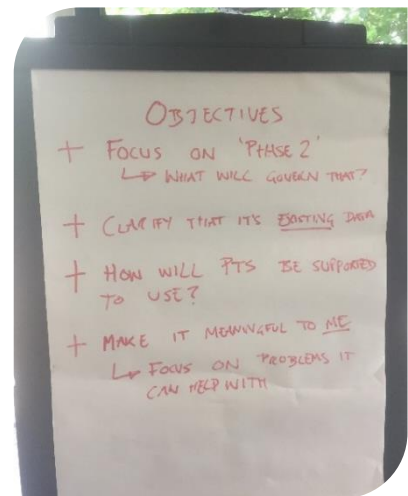 OBJECTIVES
+ FOCUS ON 'PHASE 2'
↳ WHAT WILL GOVERN THAT?
+ CLARIFY THAT IT'S EXISTING DATA
+ HOW WILL PTS BE SUPPORTED
TO USE?
+ MAKE IT MEANINGFUL TO ME
↳ FOCUS ON PROBLEMS IT
CAN HELP WITH